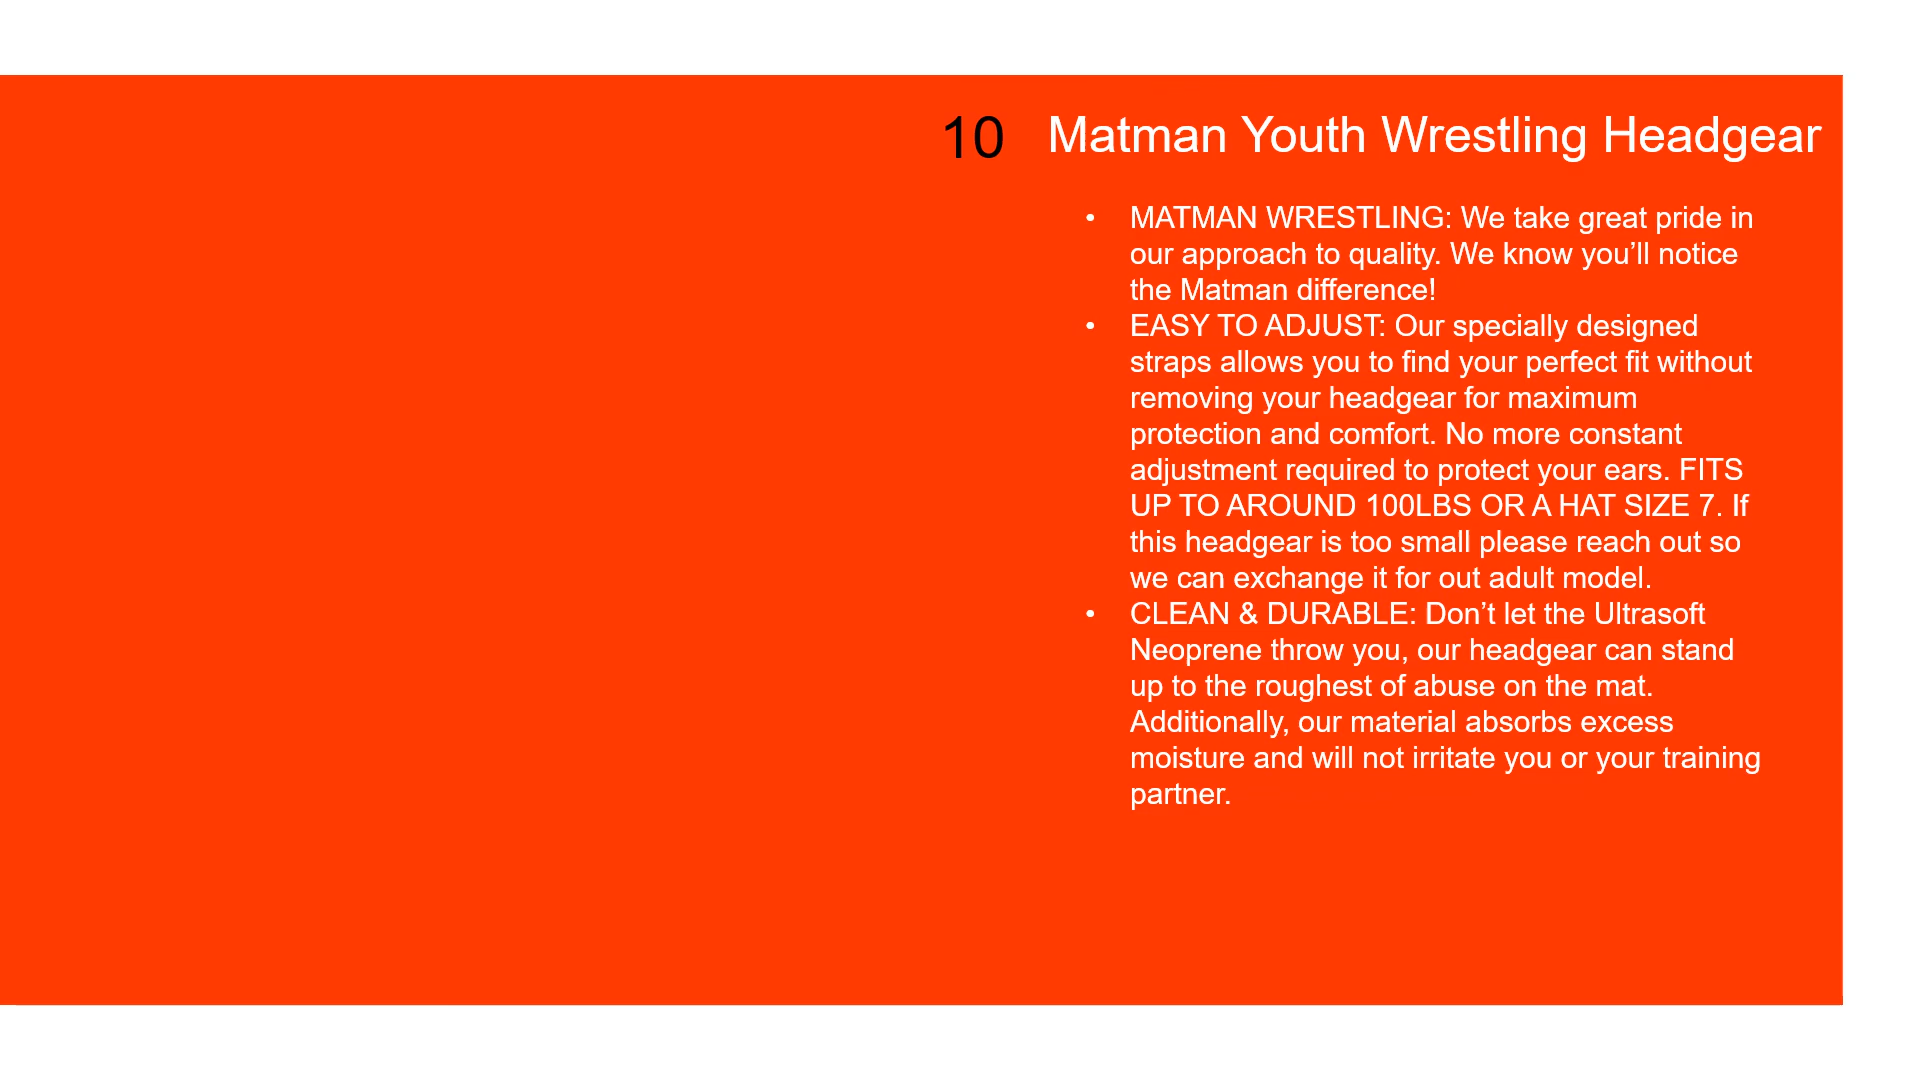 10 Matman Youth Wrestling Headgear
• MATMAN WRESTLING: We take great pride in
our approach to quality. We know you’ll notice
the Matman difference!
• EASY TO ADJUST: Our specially designed
straps allows you to find your perfect fit without
removing your headgear for maximum
protection and comfort. No more constant
adjustment required to protect your ears. FITS
UP TO AROUND 100LBS OR A HAT SIZE 7. If
this headgear is too small please reach out so
we can exchange it for out adult model.
• CLEAN & DURABLE: Don’t let the Ultrasoft
Neoprene throw you, our headgear can stand
up to the roughest of abuse on the mat.
Additionally, our material absorbs excess
moisture and will not irritate you or your training
partner.